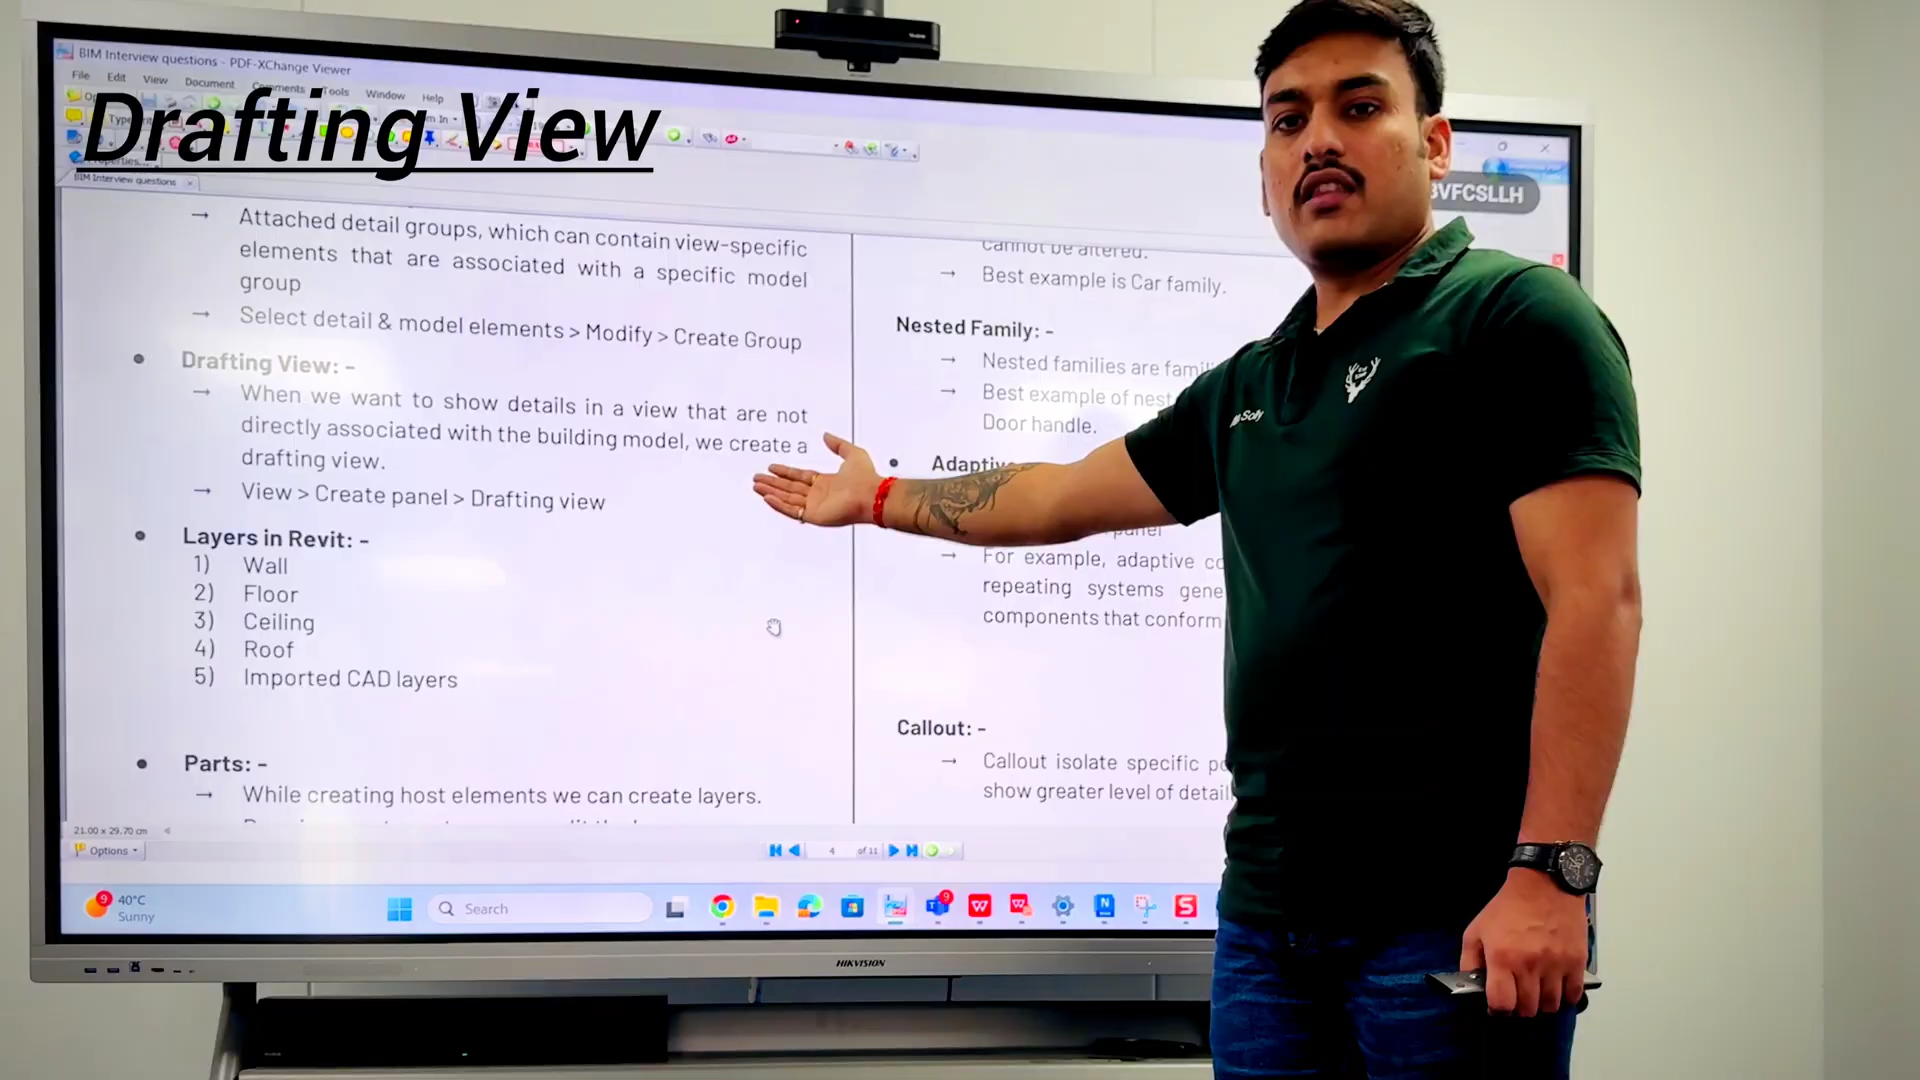 BIM Interview questions - PDF-XChange Viewer
File Edit View Document Comments Tools Window Help
Drafting View
BIM Interview questions
3VFCSLLH
→ Attached detail groups, which can contain view-specific
elements that are associated with a specific model
group
→ Select detail & model elements > Modify > Create Group
• Drafting View: -
→ When we want to show details in a view that are not
directly associated with the building model, we create a
drafting view.
→ View > Create panel > Drafting view
• Layers in Revit: -
1) Wall
2) Floor
3) Ceiling
4) Roof
5) Imported CAD layers
• Parts: -
→ While creating host elements we can create layers.
cannot be altered.
→ Best example is Car family.
Nested Family: -
→ Nested families are
→ Best example of
Door handle.
•
→ For example, adaptive
repeating systems
components that conform
Callout: -
→ Callout isolate specific
show greater level of detail
Solly
21.00 x 29.70 cm
Options
4 of 11
9 40°C
Sunny
Search
9
HIKVISION